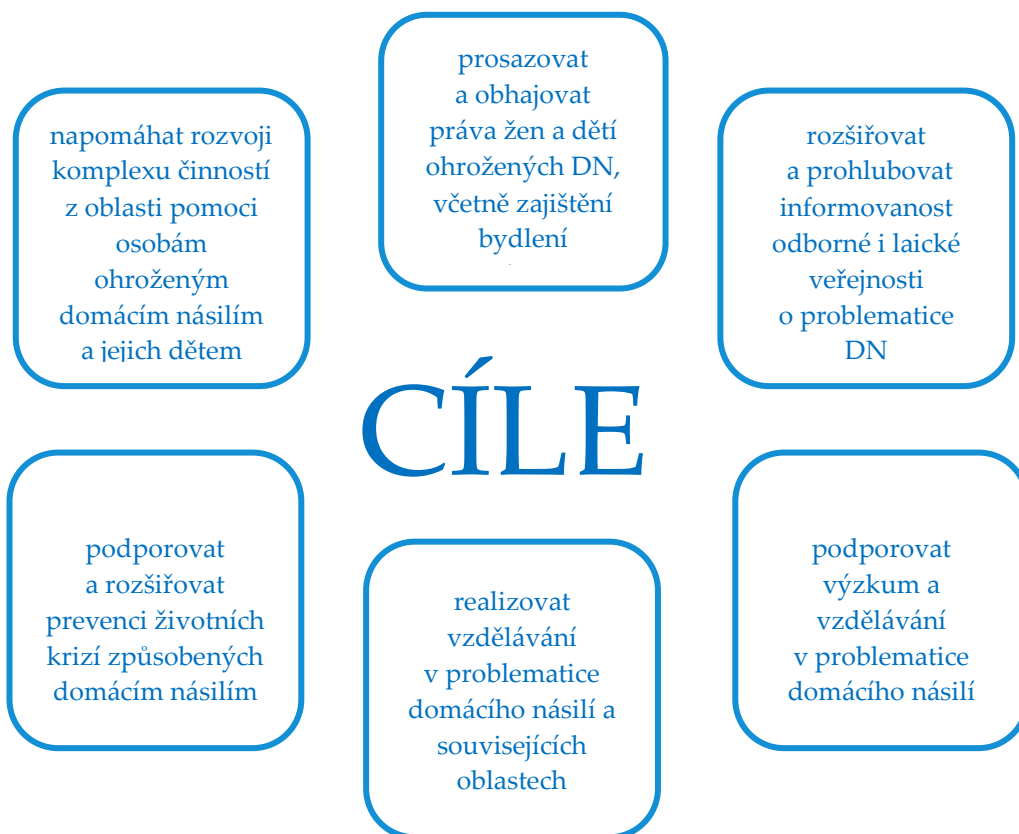 napomáhat rozvoji
komplexu činností
z oblasti pomoci
osobám
ohroženým
domácím násilím
a jejich dětem
prosazovat
a obhajovat
práva žen a dětí
ohrožených DN,
včetně zajištění
bydlení
rozšiřovat
a prohlubovat
informovanost
odborné i laické
veřejnosti
o problematice
DN
CÍLE
podporovat
a rozšiřovat
prevenci životních
krizí způsobených
domácím násilím
realizovat
vzdělávání
v problematice
domácího násilí a
souvisejících
oblastech
podporovat
výzkum a
vzdělávání
v problematice
domácího násilí